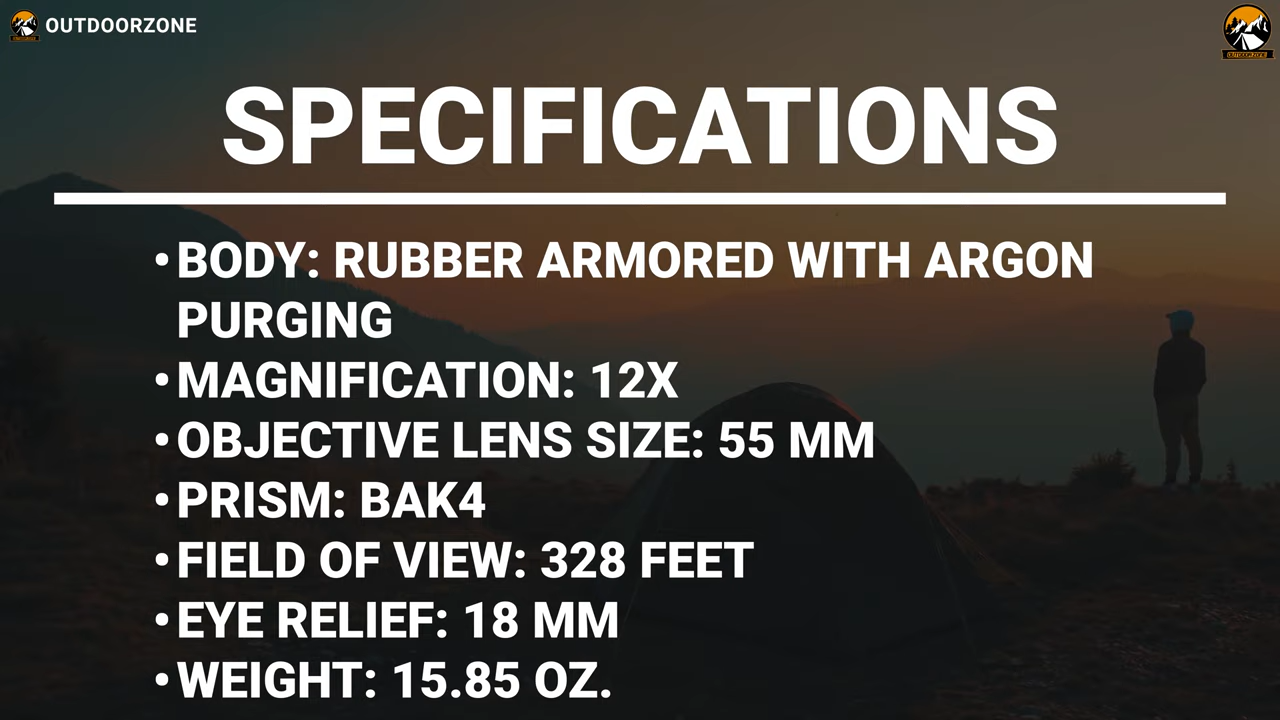 OUTDOORZONE
OUTDOORZONE
SPECIFICATIONS
• BODY: RUBBER ARMORED WITH ARGON
PURGING
• MAGNIFICATION: 12X
• OBJECTIVE LENS SIZE: 55 MM
• PRISM: BAK4
• FIELD OF VIEW: 328 FEET
• EYE RELIEF: 18 MM
• WEIGHT: 15.85 OZ.